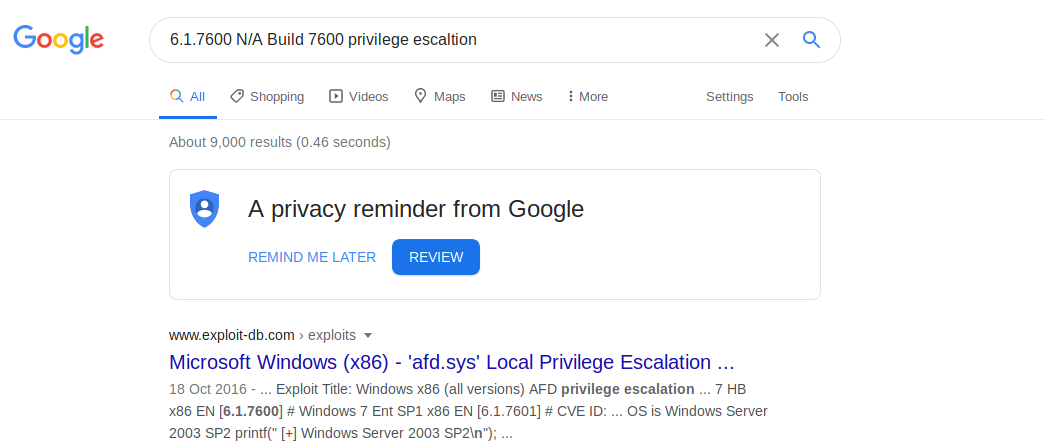 Google
6.1.7600 N/A Build 7600 privilege escaltion
All Shopping Videos Maps News More Settings Tools
About 9,000 results (0.46 seconds)
A privacy reminder from Google
REMIND ME LATER REVIEW
www.exploit-db.com › exploits
Microsoft Windows (x86) - 'afd.sys' Local Privilege Escalation ...
18 Oct 2016 - ... Exploit Title: Windows x86 (all versions) AFD privilege escalation ... 7 HB
x86 EN [6.1.7600] # Windows 7 Ent SP1 x86 EN [6.1.7601] # CVE ID: ... OS is Windows Server
2003 SP2 printf(" [+] Windows Server 2003 SP2\n"); ...